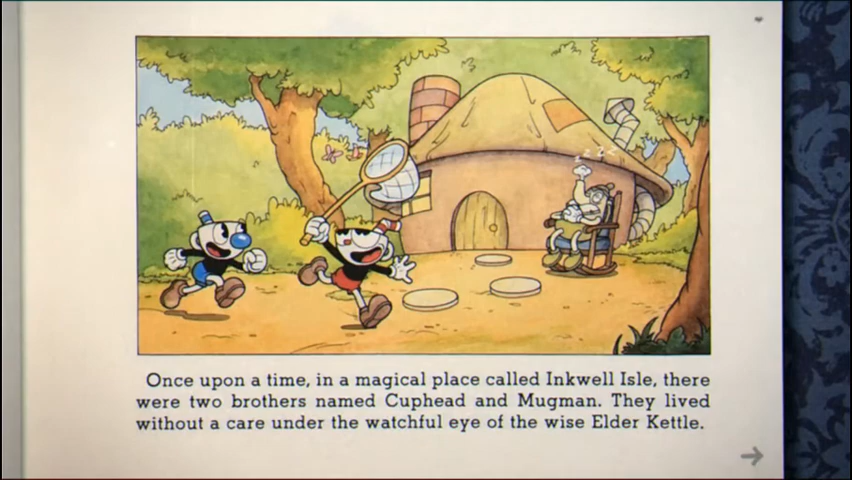 z z z z
Once upon a time, in a magical place called Inkwell Isle, there
were two brothers named Cuphead and Mugman. They lived
without a care under the watchful eye of the wise Elder Kettle.